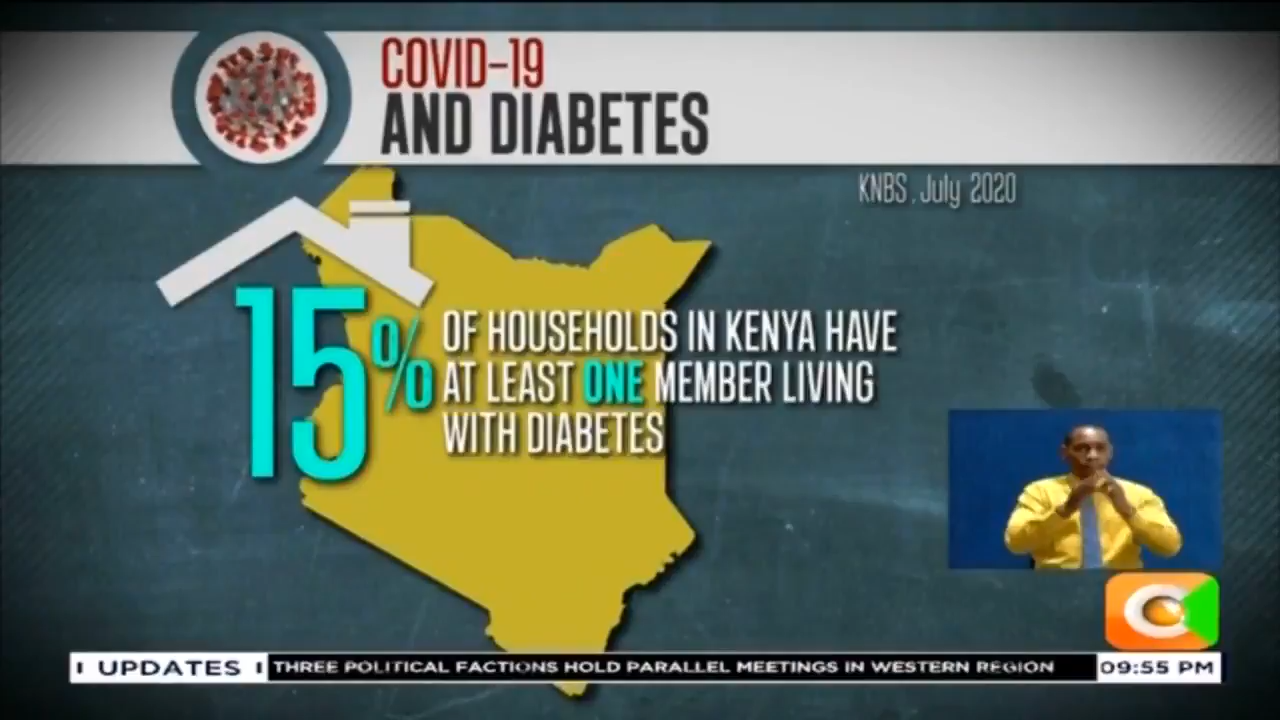 COVID-19
AND DIABETES
KNBS, July 2020
15% OF HOUSEHOLDS IN KENYA HAVE
AT LEAST ONE MEMBER LIVING
WITH DIABETES
UPDATES
THREE POLITICAL FACTIONS HOLD PARALLEL MEETINGS IN WESTERN REGION
09:55 PM